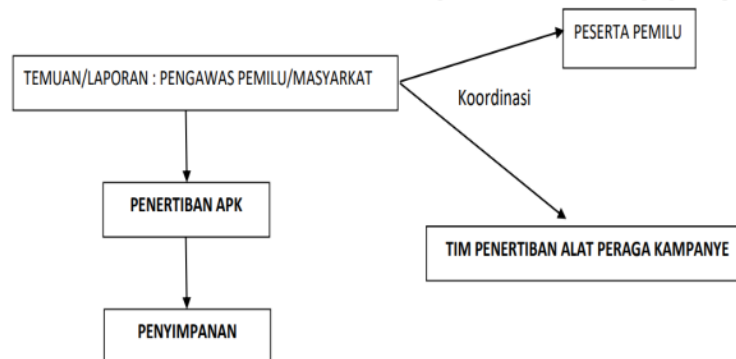 PESERTA PEMILU
TEMUAN/LAPORAN : PENGAWAS PEMILU/MASYARKAT
Koordinasi
PENERTIBAN APK
TIM PENERTIBAN ALAT PERAGA KAMPANYE
PENYIMPANAN